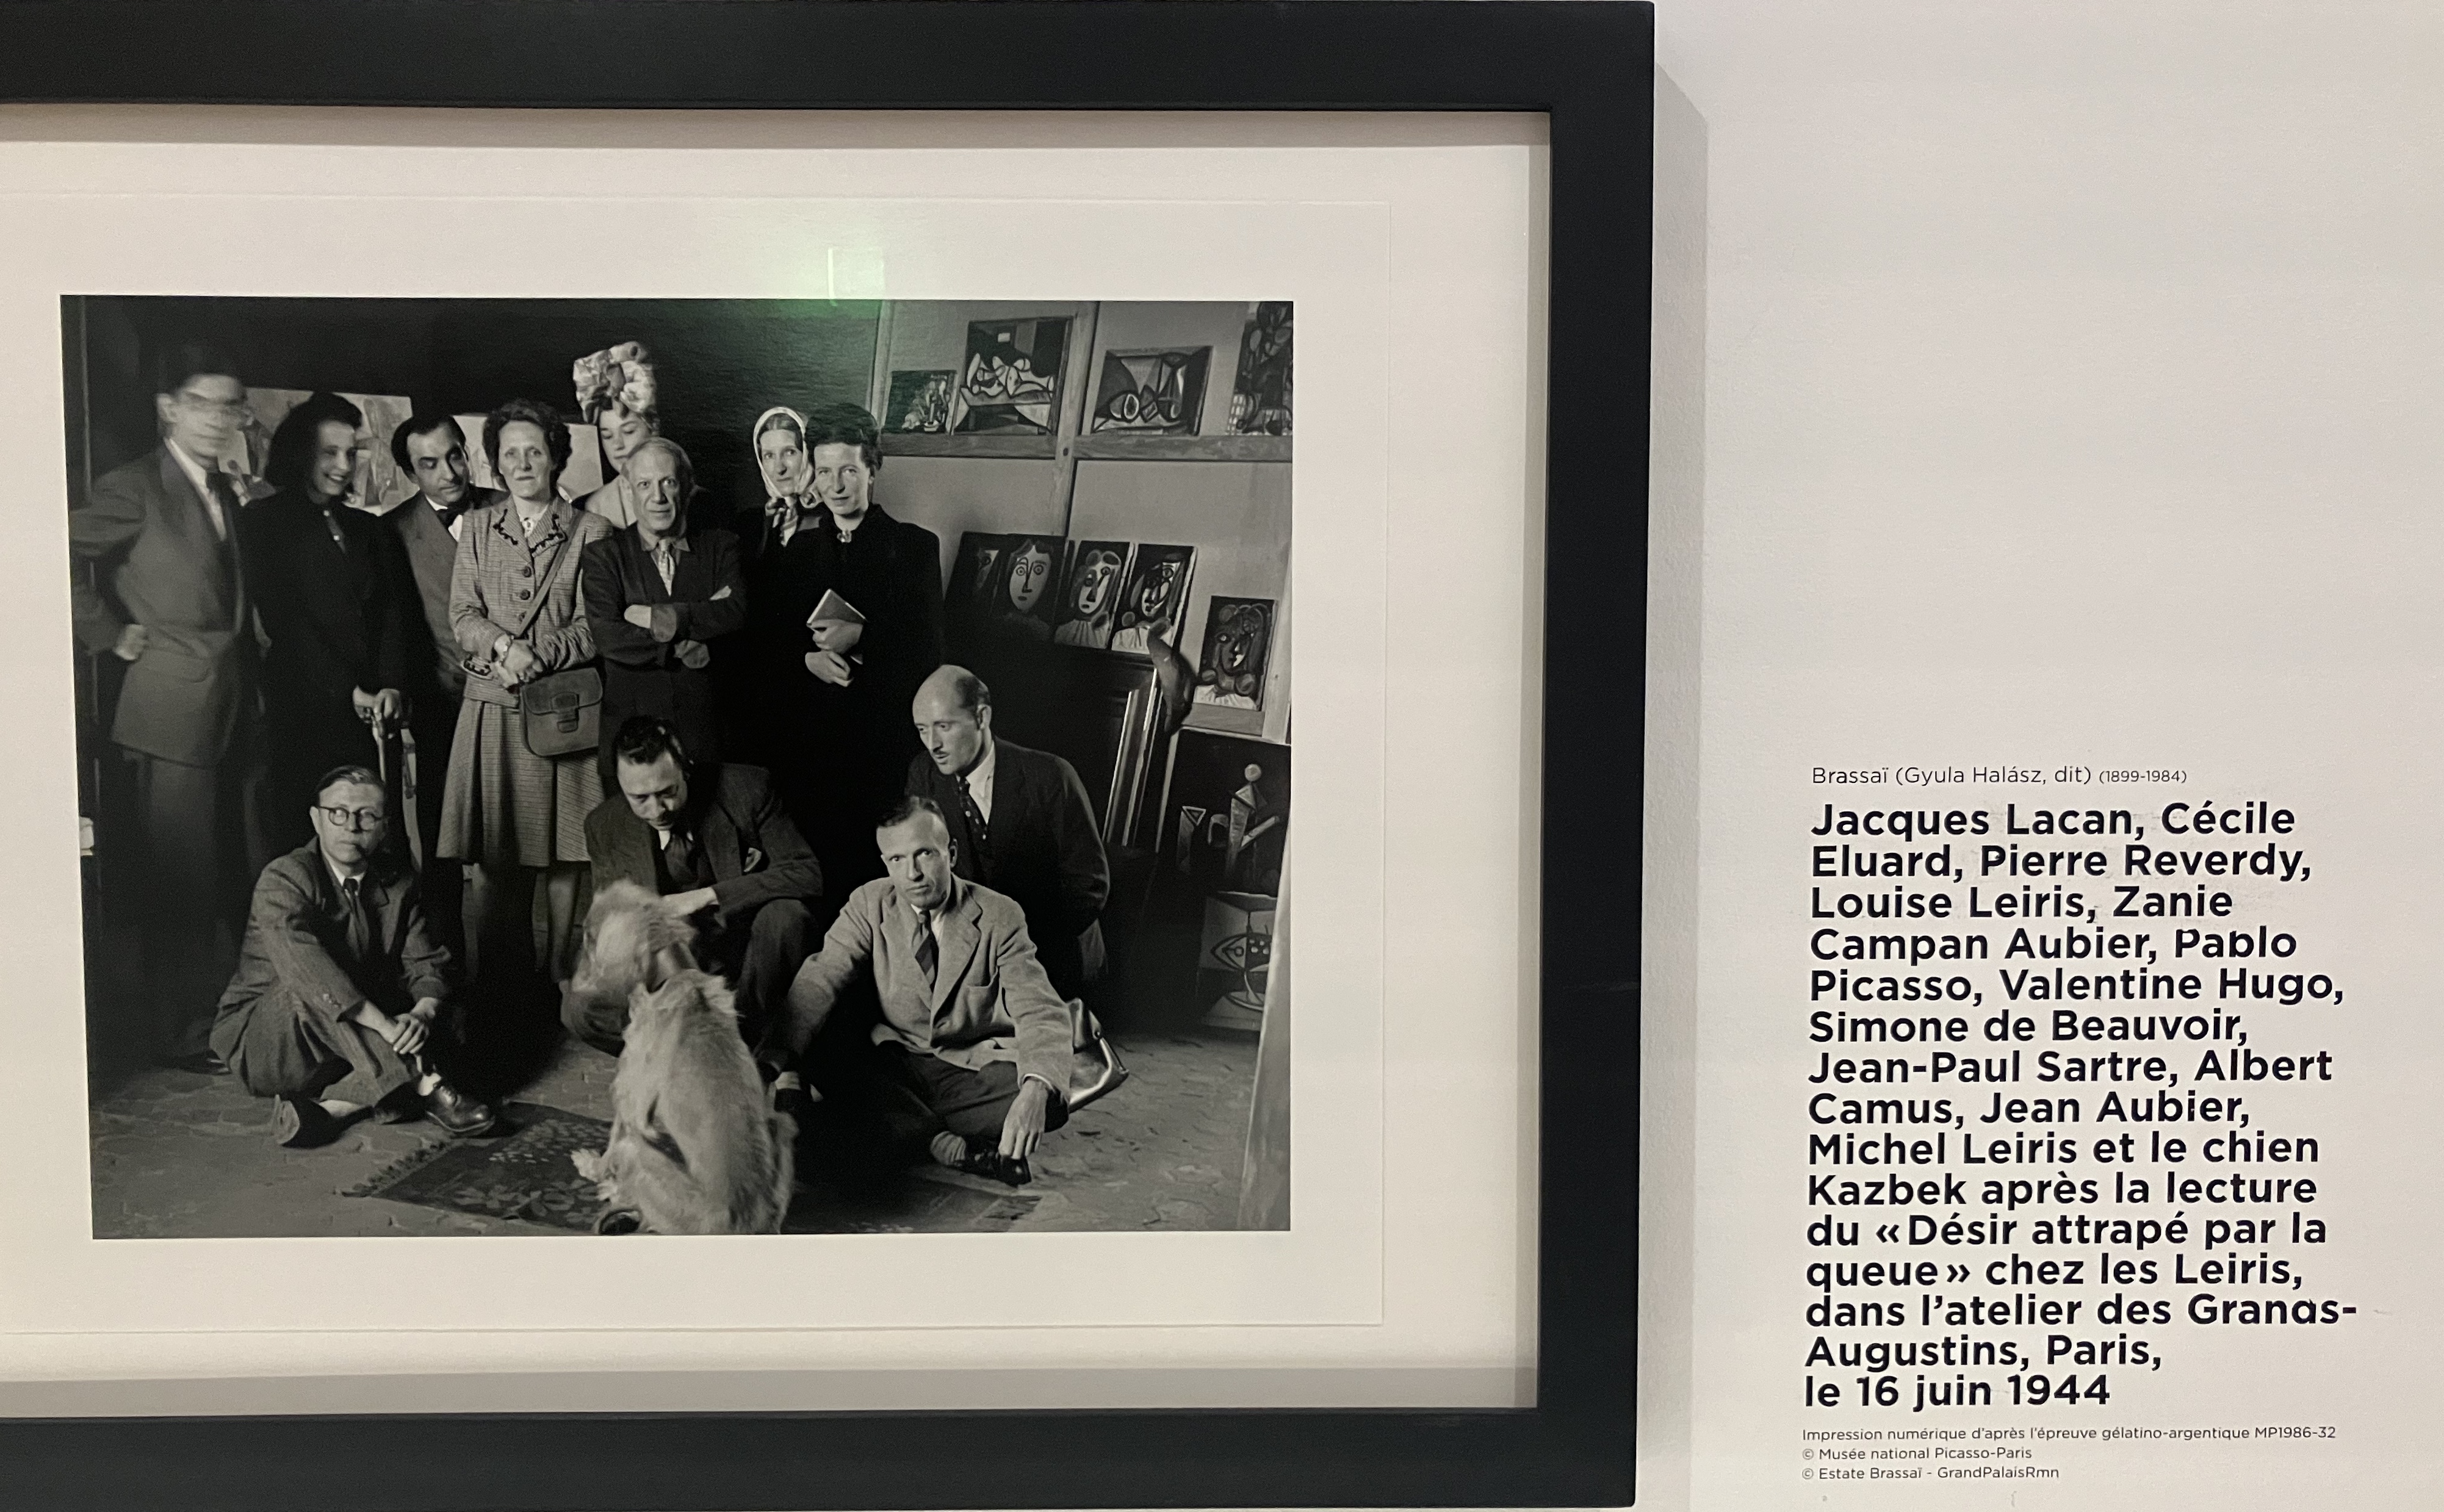 Brassaï (Gyula Halász, dit) (1899-1984)
Jacques Lacan, Cécile
Eluard, Pierre Reverdy,
Louise Leiris, Zanie
Campan Aubier, Pablo
Picasso, Valentine Hugo,
Simone de Beauvoir,
Jean-Paul Sartre, Albert
Camus, Jean Aubier,
Michel Leiris et le chien
Kazbek après la lecture
du «Désir attrapé par la
queue» chez les Leiris,
dans l’atelier des Grands-
Augustins, Paris,
le 16 juin 1944
Impression numérique d’après l’épreuve gélatino-argentique MP1986-32
© Musée national Picasso-Paris
© Estate Brassaï - GrandPalaisRmn